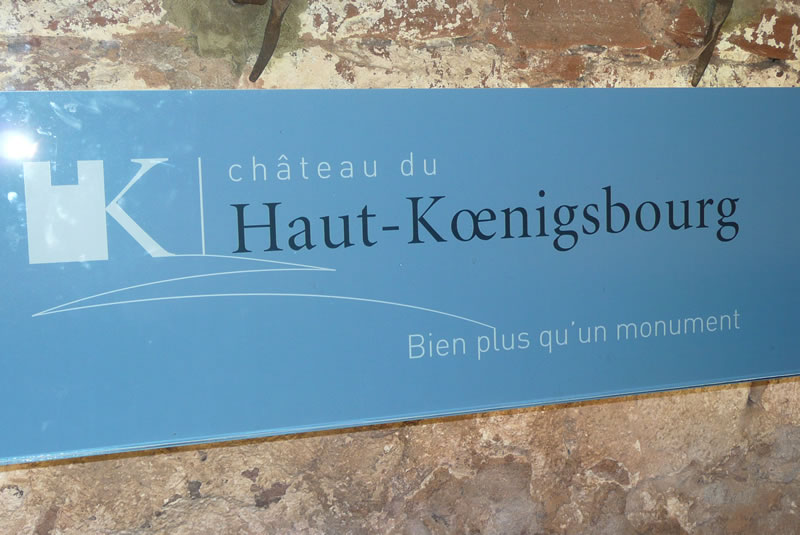 K
château du
Haut-Kœnigsbourg
Bien plus qu'un monument